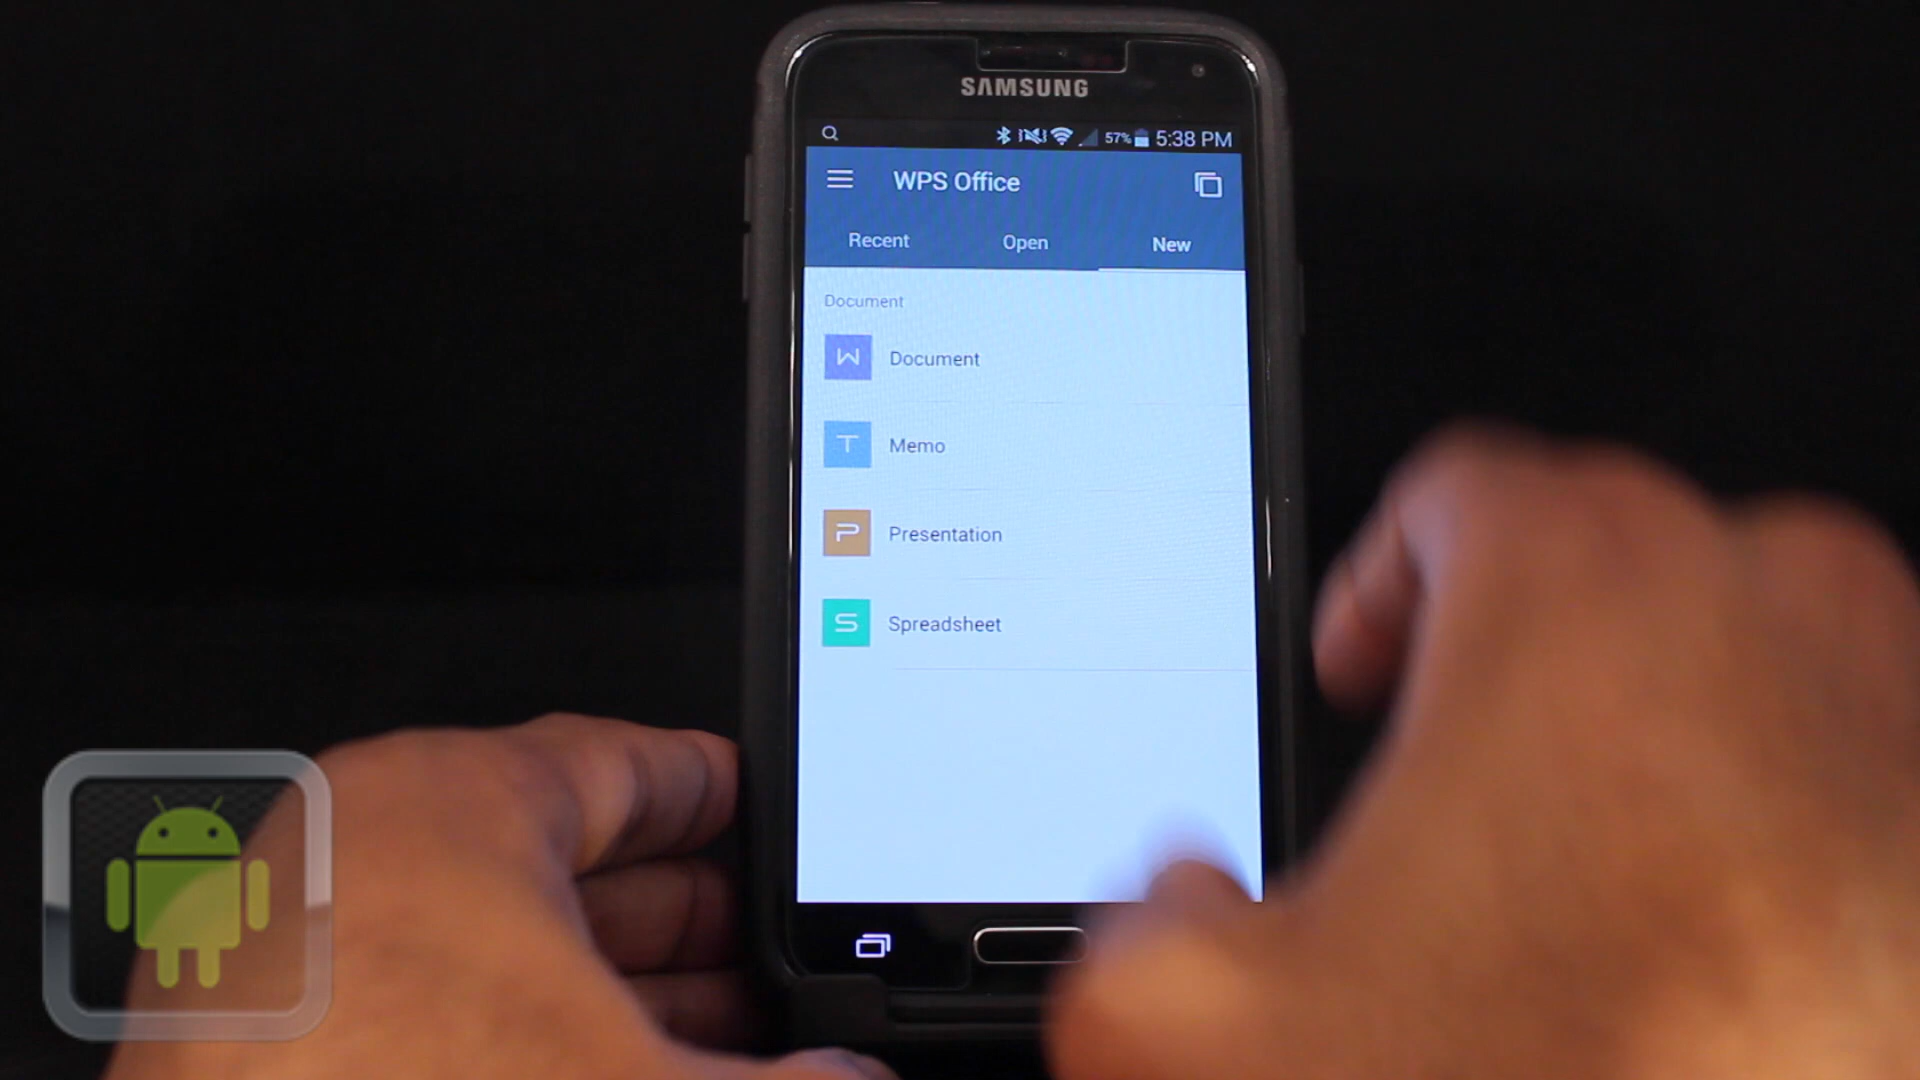 SAMSUNG
57% 5:38 PM
WPS Office
Recent Open New
Document
W Document
T Memo
P Presentation
S Spreadsheet